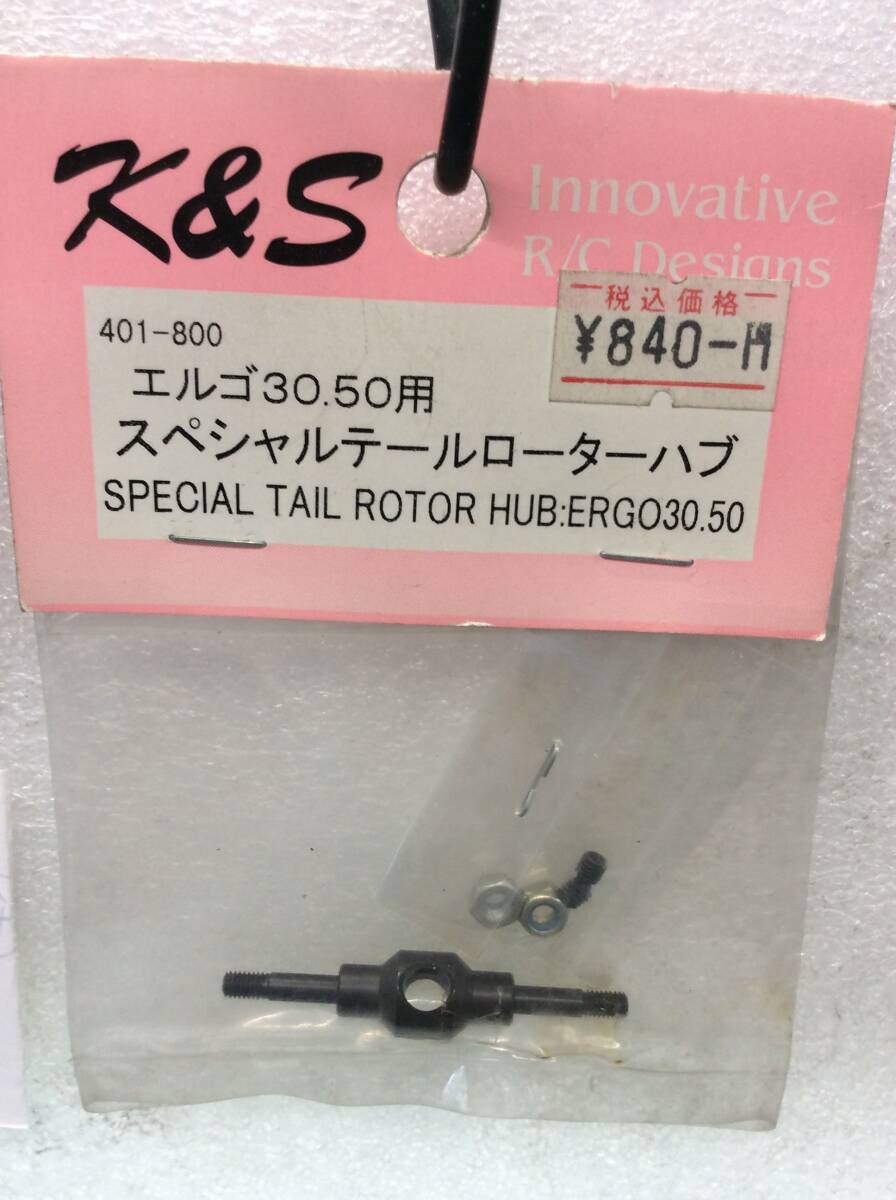 K&S
Innovative
R/C Designs
税込価格
¥840-円
401-800
エルゴ30.50用
スペシャルテールローターハブ
SPECIAL TAIL ROTOR HUB:ERGO30.50